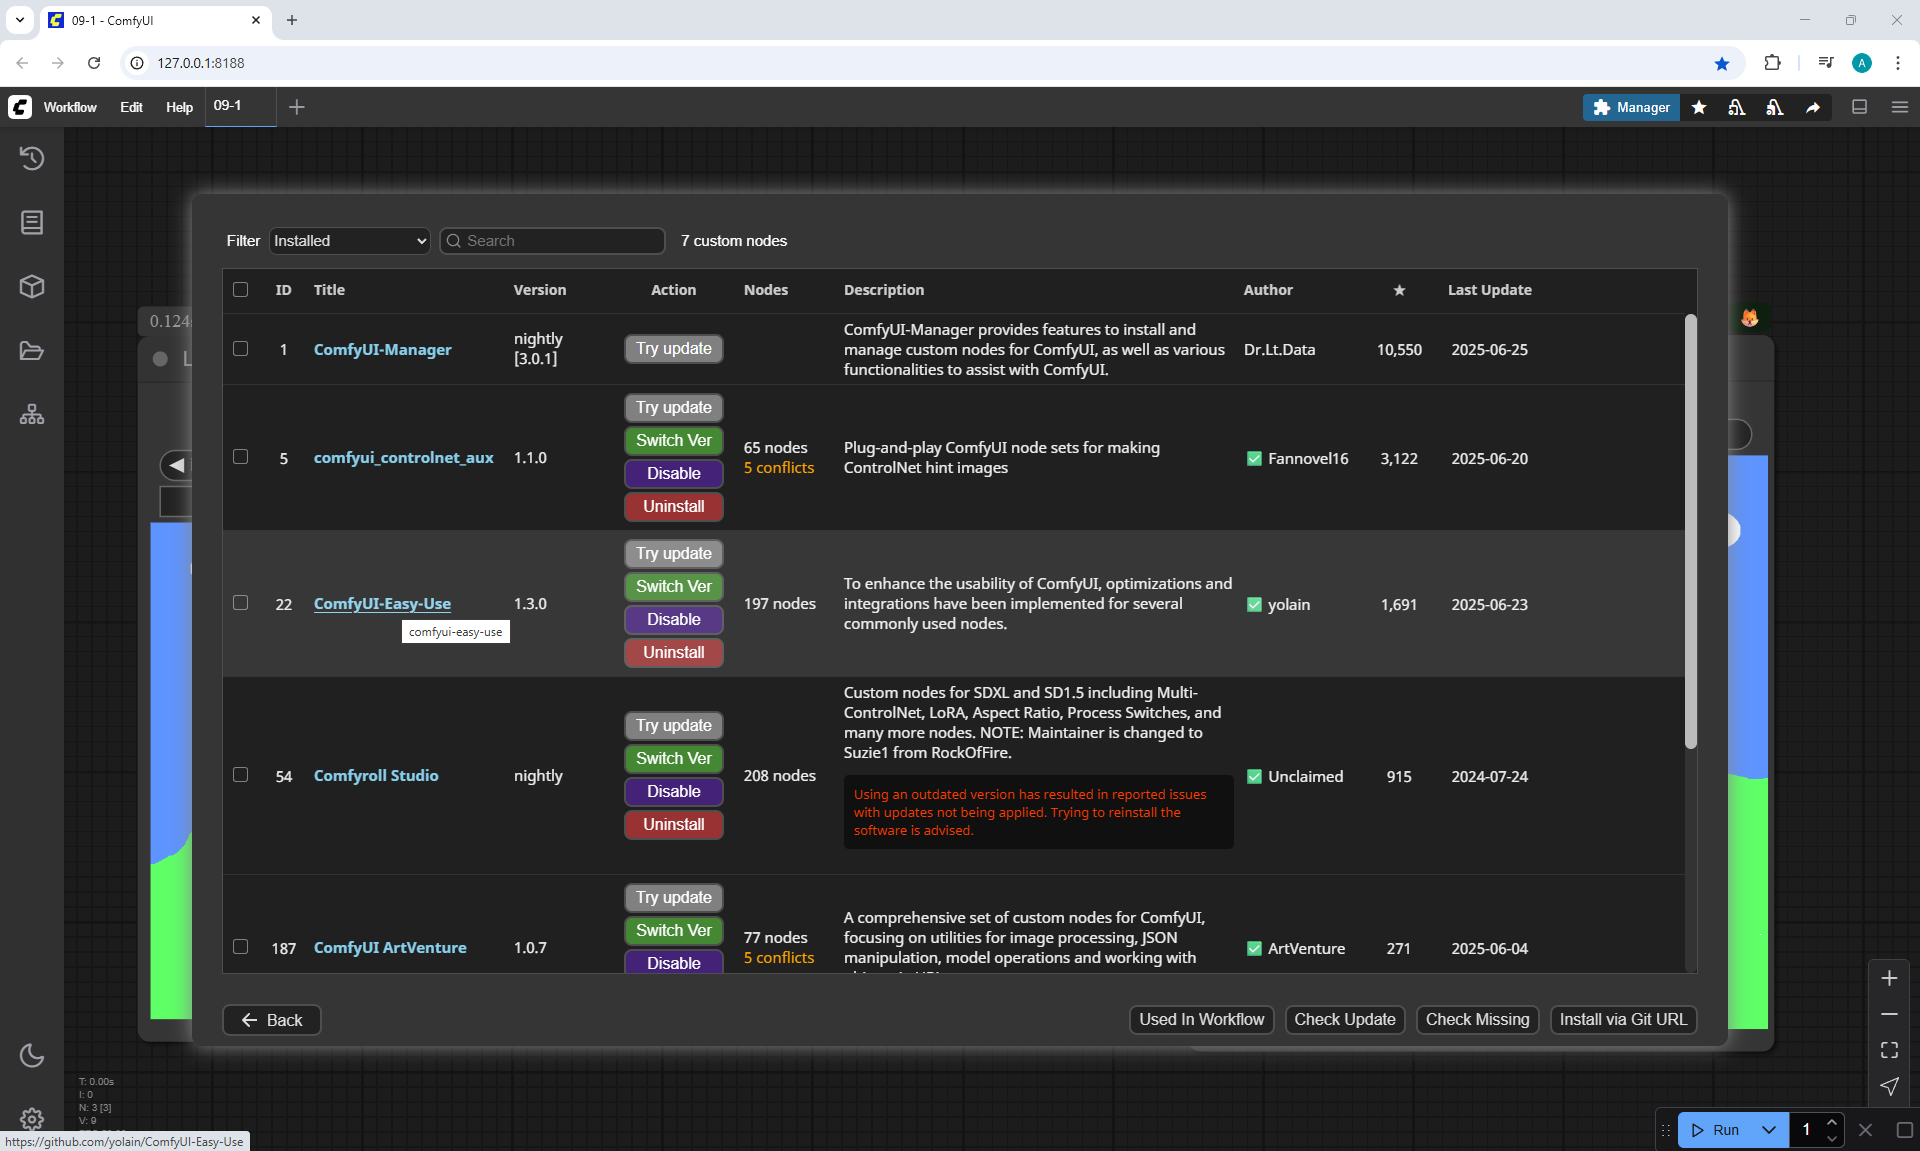 09-1 - ComfyUI
127.0.0.1:8188
A
Workflow Edit Help 09-1
Manager
0.124
L
Filter Installed Search 7 custom nodes
ID Title Version Action Nodes Description Author ★ Last Update
1 ComfyUI-Manager
nightly
[3.0.1]
Try update
ComfyUI-Manager provides features to install and
manage custom nodes for ComfyUI, as well as various
functionalities to assist with ComfyUI.
Dr.Lt.Data 10,550 2025-06-25
5 comfyui_controlnet_aux 1.1.0
Try update
Switch Ver
Disable
Uninstall
65 nodes
5 conflicts
Plug-and-play ComfyUI node sets for making
ControlNet hint images
✅ Fannovel16 3,122 2025-06-20
22 ComfyUI-Easy-Use 1.3.0
comfyui-easy-use
Try update
Switch Ver
Disable
Uninstall
197 nodes
To enhance the usability of ComfyUI, optimizations and
integrations have been implemented for several
commonly used nodes.
✅ yolain 1,691 2025-06-23
54 Comfyroll Studio nightly
Try update
Switch Ver
Disable
Uninstall
208 nodes
Custom nodes for SDXL and SD1.5 including Multi-
ControlNet, LoRA, Aspect Ratio, Process Switches, and
many more nodes. NOTE: Maintainer is changed to
Suzie1 from RockOfFire.
Using an outdated version has resulted in reported issues
with updates not being applied. Trying to reinstall the
software is advised.
✅ Unclaimed 915 2024-07-24
187 ComfyUI ArtVenture 1.0.7
Try update
Switch Ver
Disable
77 nodes
5 conflicts
A comprehensive set of custom nodes for ComfyUI,
focusing on utilities for image processing, JSON
manipulation, model operations and working with
✅ ArtVenture 271 2025-06-04
Back
Used In Workflow Check Update Check Missing Install via Git URL
T: 0.00s
I: 0
N: 3 [3]
V: 9
https://github.com/yolain/ComfyUI-Easy-Use
Run 1